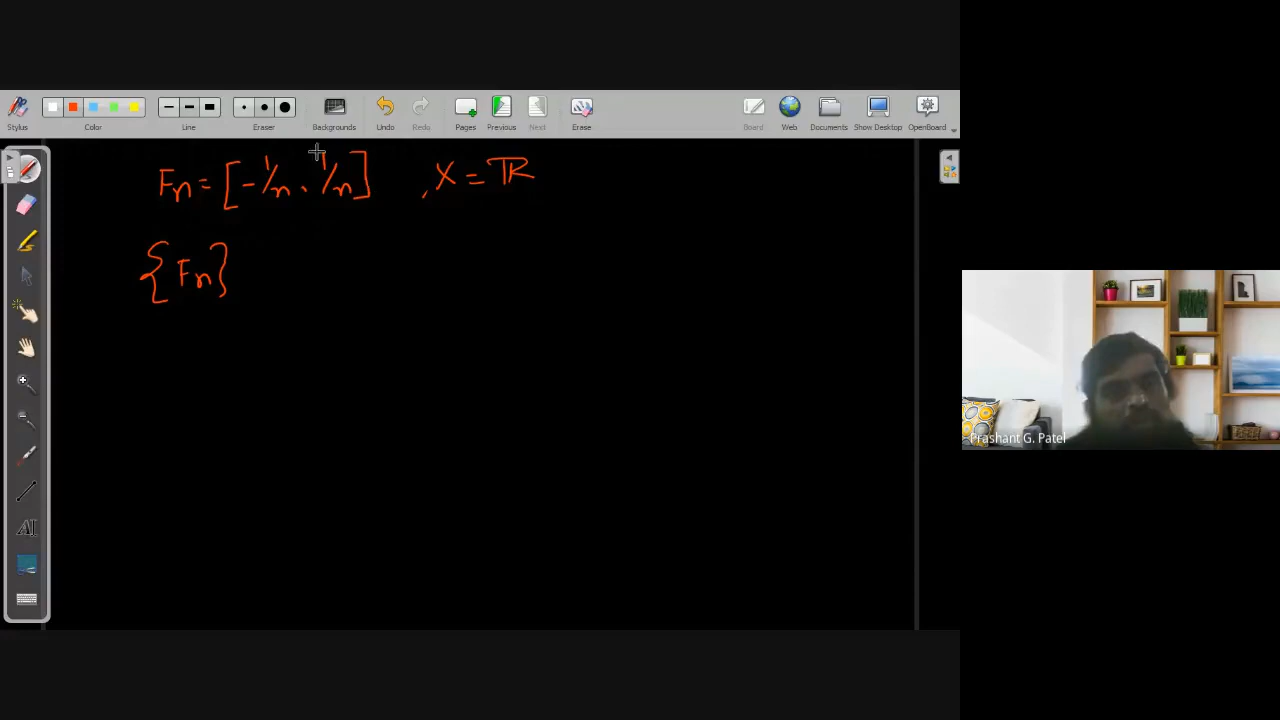 Stylus
Color
Line
Eraser
Backgrounds
Undo
Redo
Pages
Previous
Next
Erase
Board
Web
Documents
Show Desktop
OpenBoard
Fn = [-1/n, 1/n] , X = ℝ
{Fn}
AI
Prashant G. Patel